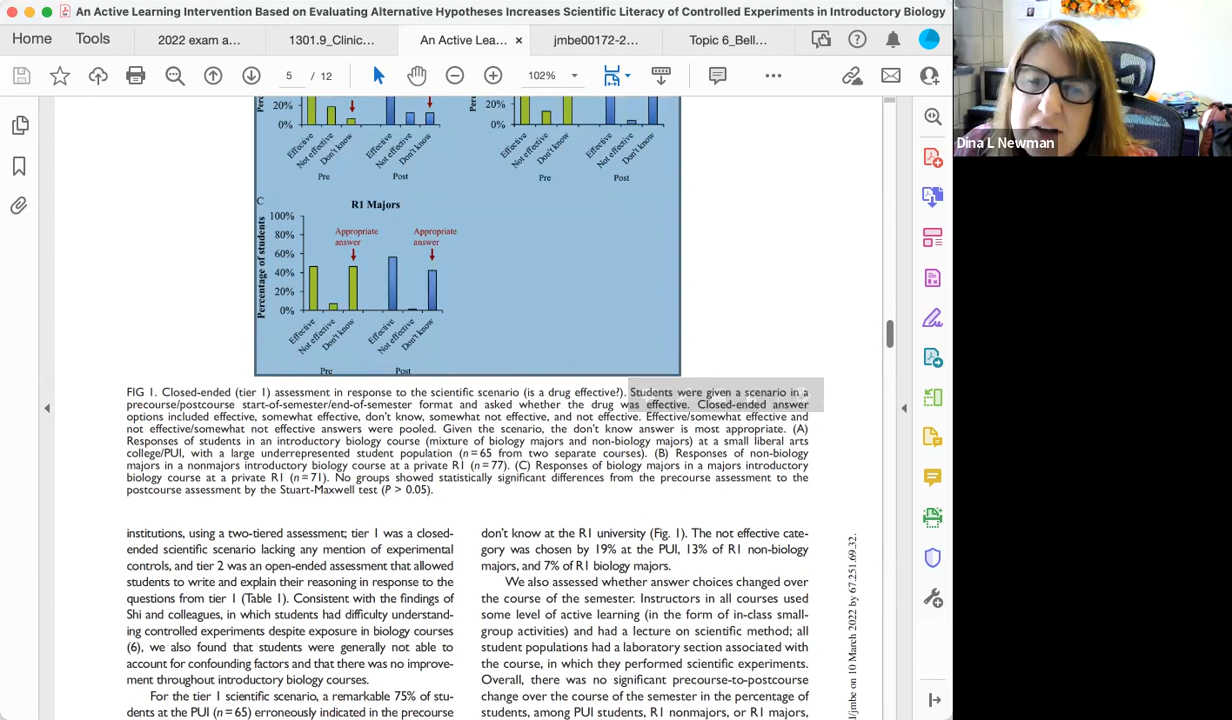 An Active Learning Intervention Based on Evaluating Alternative Hypotheses Increases Scientific Literacy of Controlled Experiments in Introductory Biology
Home Tools 2022 exam a... 1301.9_Clinic... An Active Lea... × jmbe00172-2... Topic 6_Bell...
5 / 12 102%
Dina L Newman
20%
0%
Effective
Not effective
Don't know
Effective
Not effective
Don't know
Pre
Post
20%
0%
Effective
Not effective
Don't know
Effective
Not effective
Don't know
Pre
Post
C
R1 Majors
Percentage of students
100%
80%
60%
40%
20%
0%
Appropriate
answer
Appropriate
answer
Effective
Not effective
Don't know
Effective
Not effective
Don't know
Pre
Post
FIG 1. Closed-ended (tier 1) assessment in response to the scientific scenario (is a drug effective?). Students were given a scenario in a
precourse/postcourse start-of-semester/end-of-semester format and asked whether the drug was effective. Closed-ended answer
options included effective, somewhat effective, don't know, somewhat not effective, and not effective. Effective/somewhat effective and
not effective/somewhat not effective answers were pooled. Given the scenario, the don't know answer is most appropriate. (A)
Responses of students in an introductory biology course (mixture of biology majors and non-biology majors) at a small liberal arts
college/PUI, with a large underrepresented student population (n = 65 from two separate courses). (B) Responses of non-biology
majors in a nonmajors introductory biology course at a private R1 (n = 77). (C) Responses of biology majors in a majors introductory
biology course at a private R1 (n = 71). No groups showed statistically significant differences from the precourse assessment to the
postcourse assessment by the Stuart-Maxwell test (P > 0.05).
institutions, using a two-tiered assessment; tier 1 was a closed-
ended scientific scenario lacking any mention of experimental
controls, and tier 2 was an open-ended assessment that allowed
students to write and explain their reasoning in response to the
questions from tier 1 (Table 1). Consistent with the findings of
Shi and colleagues, in which students had difficulty understand-
ing controlled experiments despite exposure in biology courses
(6), we also found that students were generally not able to
account for confounding factors and that there was no improve-
ment throughout introductory biology courses.
For the tier 1 scientific scenario, a remarkable 75% of stu-
dents at the PUI (n = 65) erroneously indicated in the precourse
don't know at the R1 university (Fig. 1). The not effective cate-
gory was chosen by 19% at the PUI, 13% of R1 non-biology
majors, and 7% of R1 biology majors.
We also assessed whether answer choices changed over
the course of the semester. Instructors in all courses used
some level of active learning (in the form of in-class small-
group activities) and had a lecture on scientific method; all
student populations had a laboratory section associated with
the course, in which they performed scientific experiments.
Overall, there was no significant precourse-to-postcourse
change over the course of the semester in the percentage of
students, among PUI students, R1 nonmajors, or R1 majors,
l/jmbe on 10 March 2022 by 67.251.69.32.